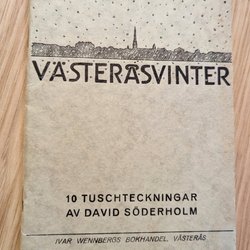 VÄSTERÅSVINTER
10 TUSCHTECKNINGAR
AV DAVID SÖDERHOLM
IVAR WENNBERGS BOKHANDEL, VÄSTERÅS